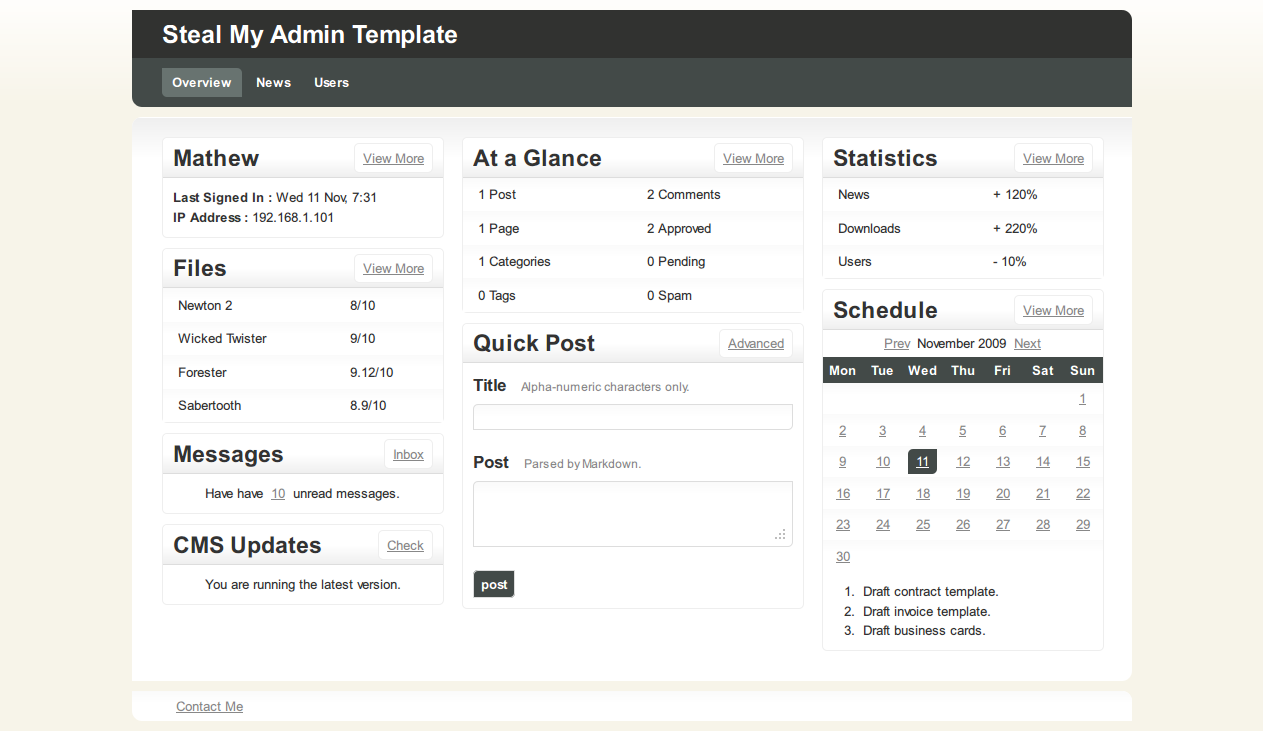 Steal My Admin Template
Overview News Users
Mathew View More
Last Signed In : Wed 11 Nov, 7:31
IP Address : 192.168.1.101
Files View More
Newton 2 8/10
Wicked Twister 9/10
Forester 9.12/10
Sabertooth 8.9/10
Messages Inbox
Have have 10 unread messages.
CMS Updates Check
You are running the latest version.
At a Glance View More
1 Post 2 Comments
1 Page 2 Approved
1 Categories 0 Pending
0 Tags 0 Spam
Quick Post Advanced
Title Alpha-numeric characters only.
Post Parsed by Markdown.
post
Statistics View More
News + 120%
Downloads + 220%
Users - 10%
Schedule View More
Prev November 2009 Next
Mon Tue Wed Thu Fri Sat Sun
1
2 3 4 5 6 7 8
9 10 11 12 13 14 15
16 17 18 19 20 21 22
23 24 25 26 27 28 29
30
1. Draft contract template.
2. Draft invoice template.
3. Draft business cards.
Contact Me